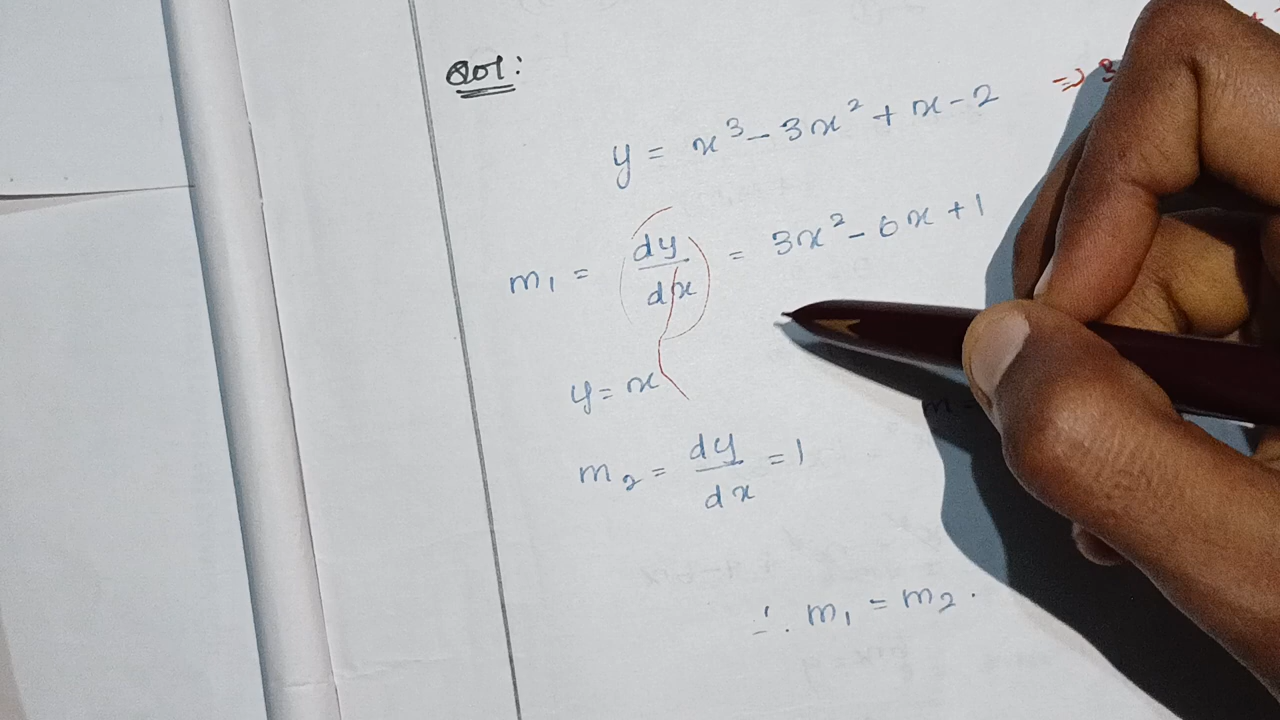 Sol:
y = x³ - 3x² + x - 2
m₁ = (dy/dx) = 3x² - 6x + 1
y = x
m₂ = dy/dx = 1
∴ m₁ = m₂.